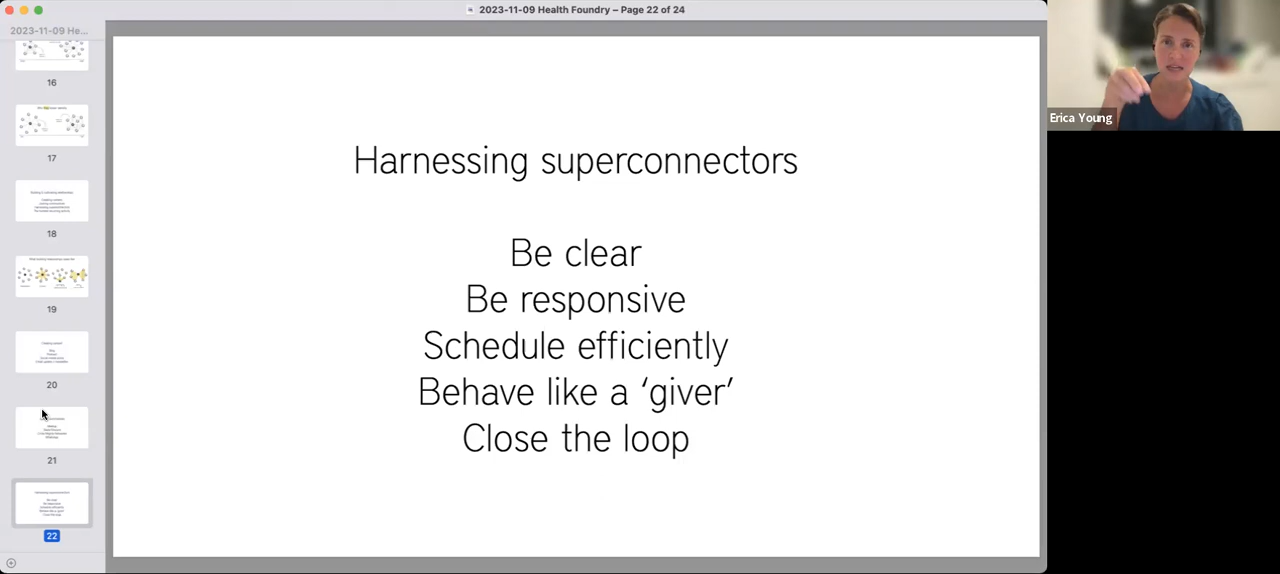 2023-11-09 Health Foundry – Page 22 of 24
2023-11-09 He...
16
17
18
19
20
21
22
Harnessing superconnectors
Be clear
Be responsive
Schedule efficiently
Behave like a ‘giver’
Close the loop
Erica Young